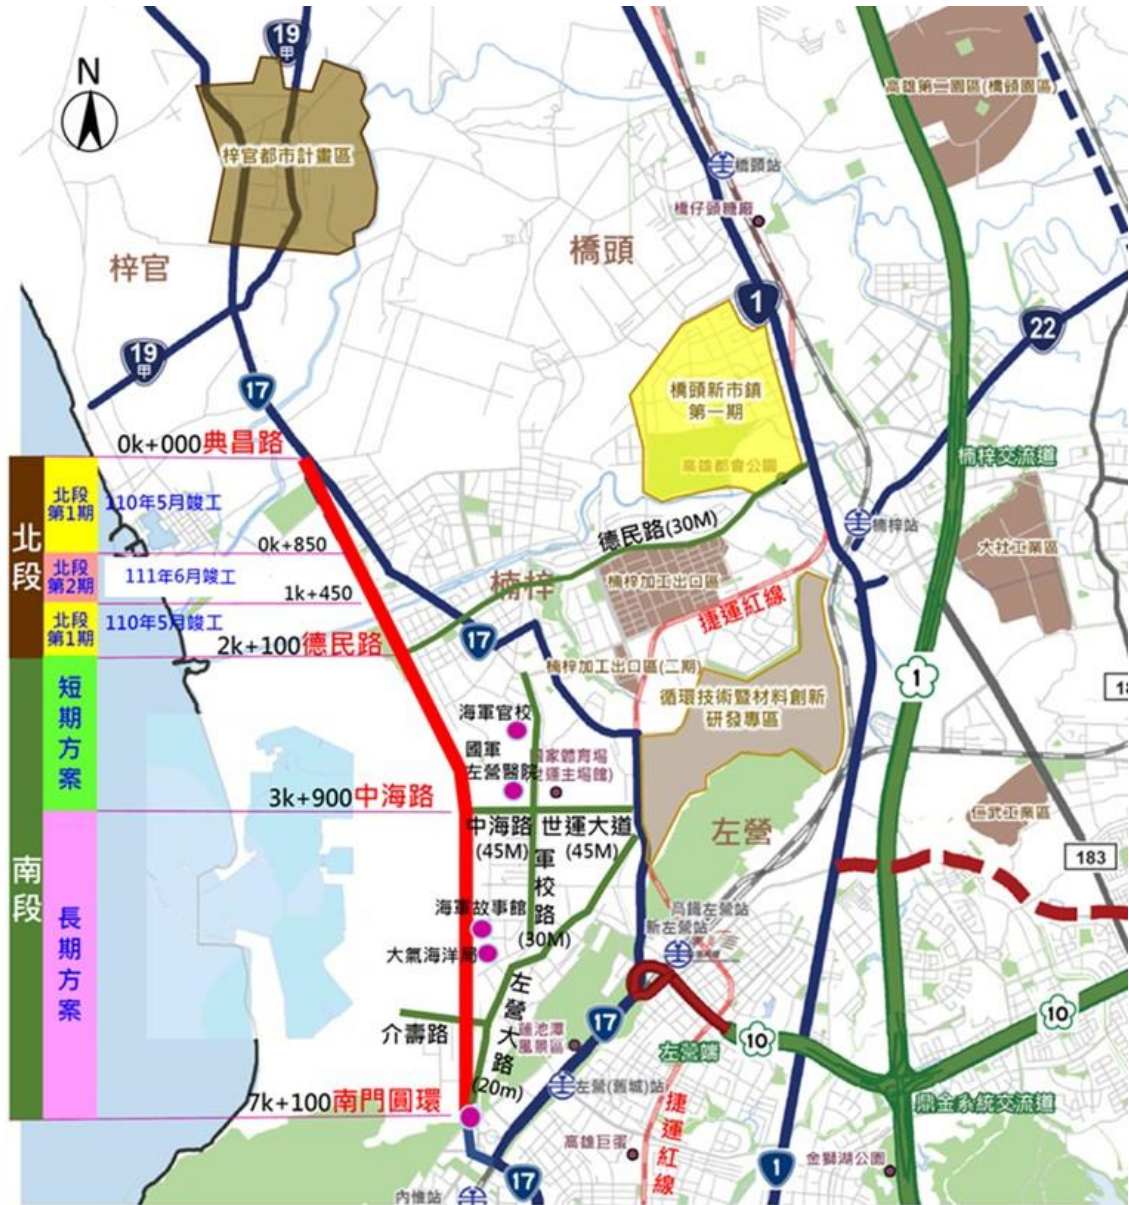 19甲
N
高雄第二園區(橋頭園區)
梓官都市計畫區
橋頭站
橋仔頭糖廠
橋頭
梓官
1
22
19甲
17
橋頭新市鎮
第一期
0k+000典昌路
高雄都會公園
楠梓交流道
北段
第1期
110年5月竣工
0k+850
北段
德民路(30M)
楠梓站
大社工業區
北段
第2期
111年6月竣工
1k+450
楠梓
楠梓加工出口區
捷運紅線
北段
第1期
110年5月竣工
2k+100德民路
17
楠梓加工出口區(二期)
1
18
短期方案
循環技術暨材料創新
研發專區
海軍官校
國軍
左營醫院
國家體育場
(世運主場館)
3k+900中海路
仁武工業區
中海路
(45M)
世運大道
(45M)
左營
183
南段
軍校路
(30M)
長期方案
海軍故事館
大氣海洋局
高鐵左營站
新左營站
左營大路
(20m)
17
10
10
介壽路
蓮池潭
風景區
左營端
左營(舊城)站
7k+100南門圓環
鼎金系統交流道
捷運紅線
高雄巨蛋
金獅湖公園
1
17
內惟站